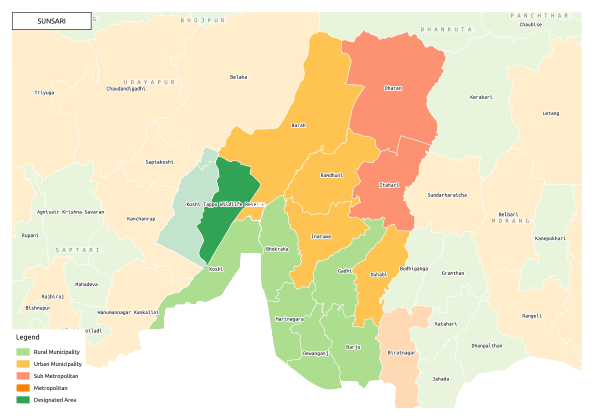 SUNSARI
BHOJPUR
PANCHTHAR
Chaubise
DHANKUTA
Belaka
UDAYAPUR
Chaudandigadhi
Triyuga
Dharan
Kerabari
Letang
Barah
Saptakoshi
Ramdhuni
Itahari
Sundarharaicha
Koshi Tappu Wildlife Reserve
Agnisair Krishna Savaran
Kanchanrup
Belbari
MORANG
Rupani
Inaruwa
Kanepokhari
SAPTARI
Bhokraha
Koshi
Gadhi
Duhabi
Budhiganga
Gramthan
Mahadeva
Rajbiraj
Bishnupur
Hanumannagar Kankalini
Harinagara
Rangeli
Katahari
Dewanganj
Barju
Biratnagar
Dhanpalthan
Jahada
Legend
Rural Municipality
Urban Municipality
Sub Metropolitan
Metropolitan
Designated Area